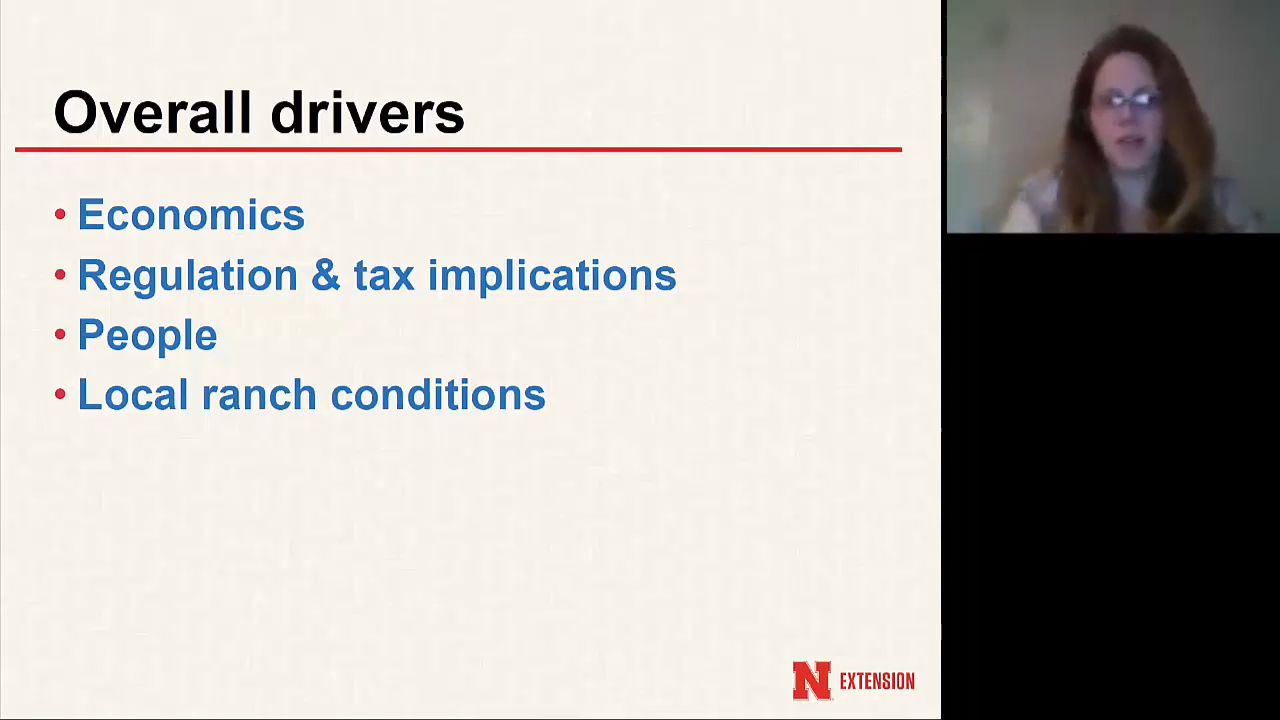 Overall drivers
• Economics
• Regulation & tax implications
• People
• Local ranch conditions
N EXTENSION